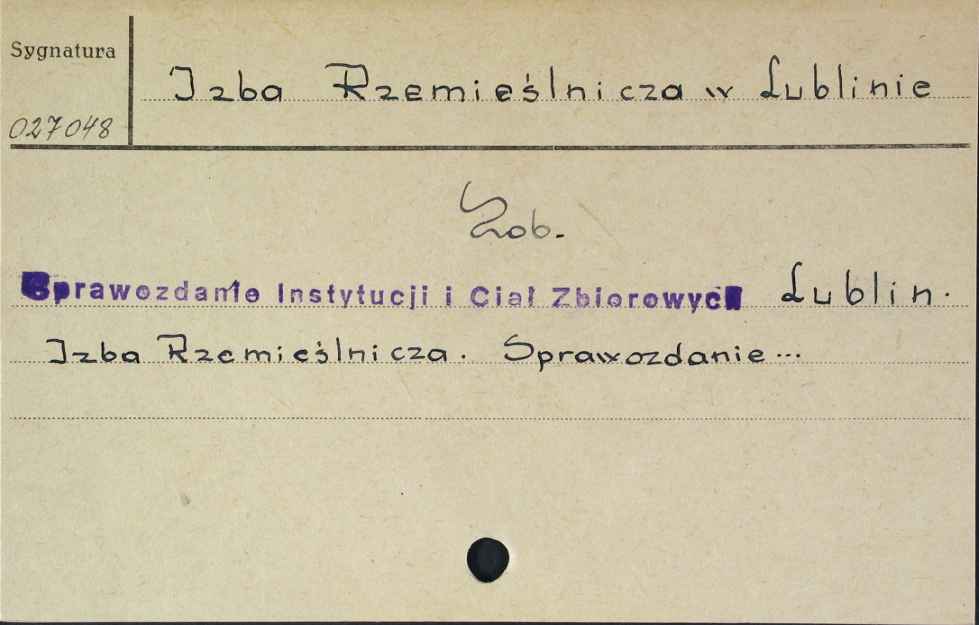 Sygnatura
Izba Rzemieślnicza w Lublinie
027048
Zob.
Sprawozdanie Instytucji i Ciał Zbiorowych Lublin.
Izba Rzemieślnicza. Sprawozdanie...